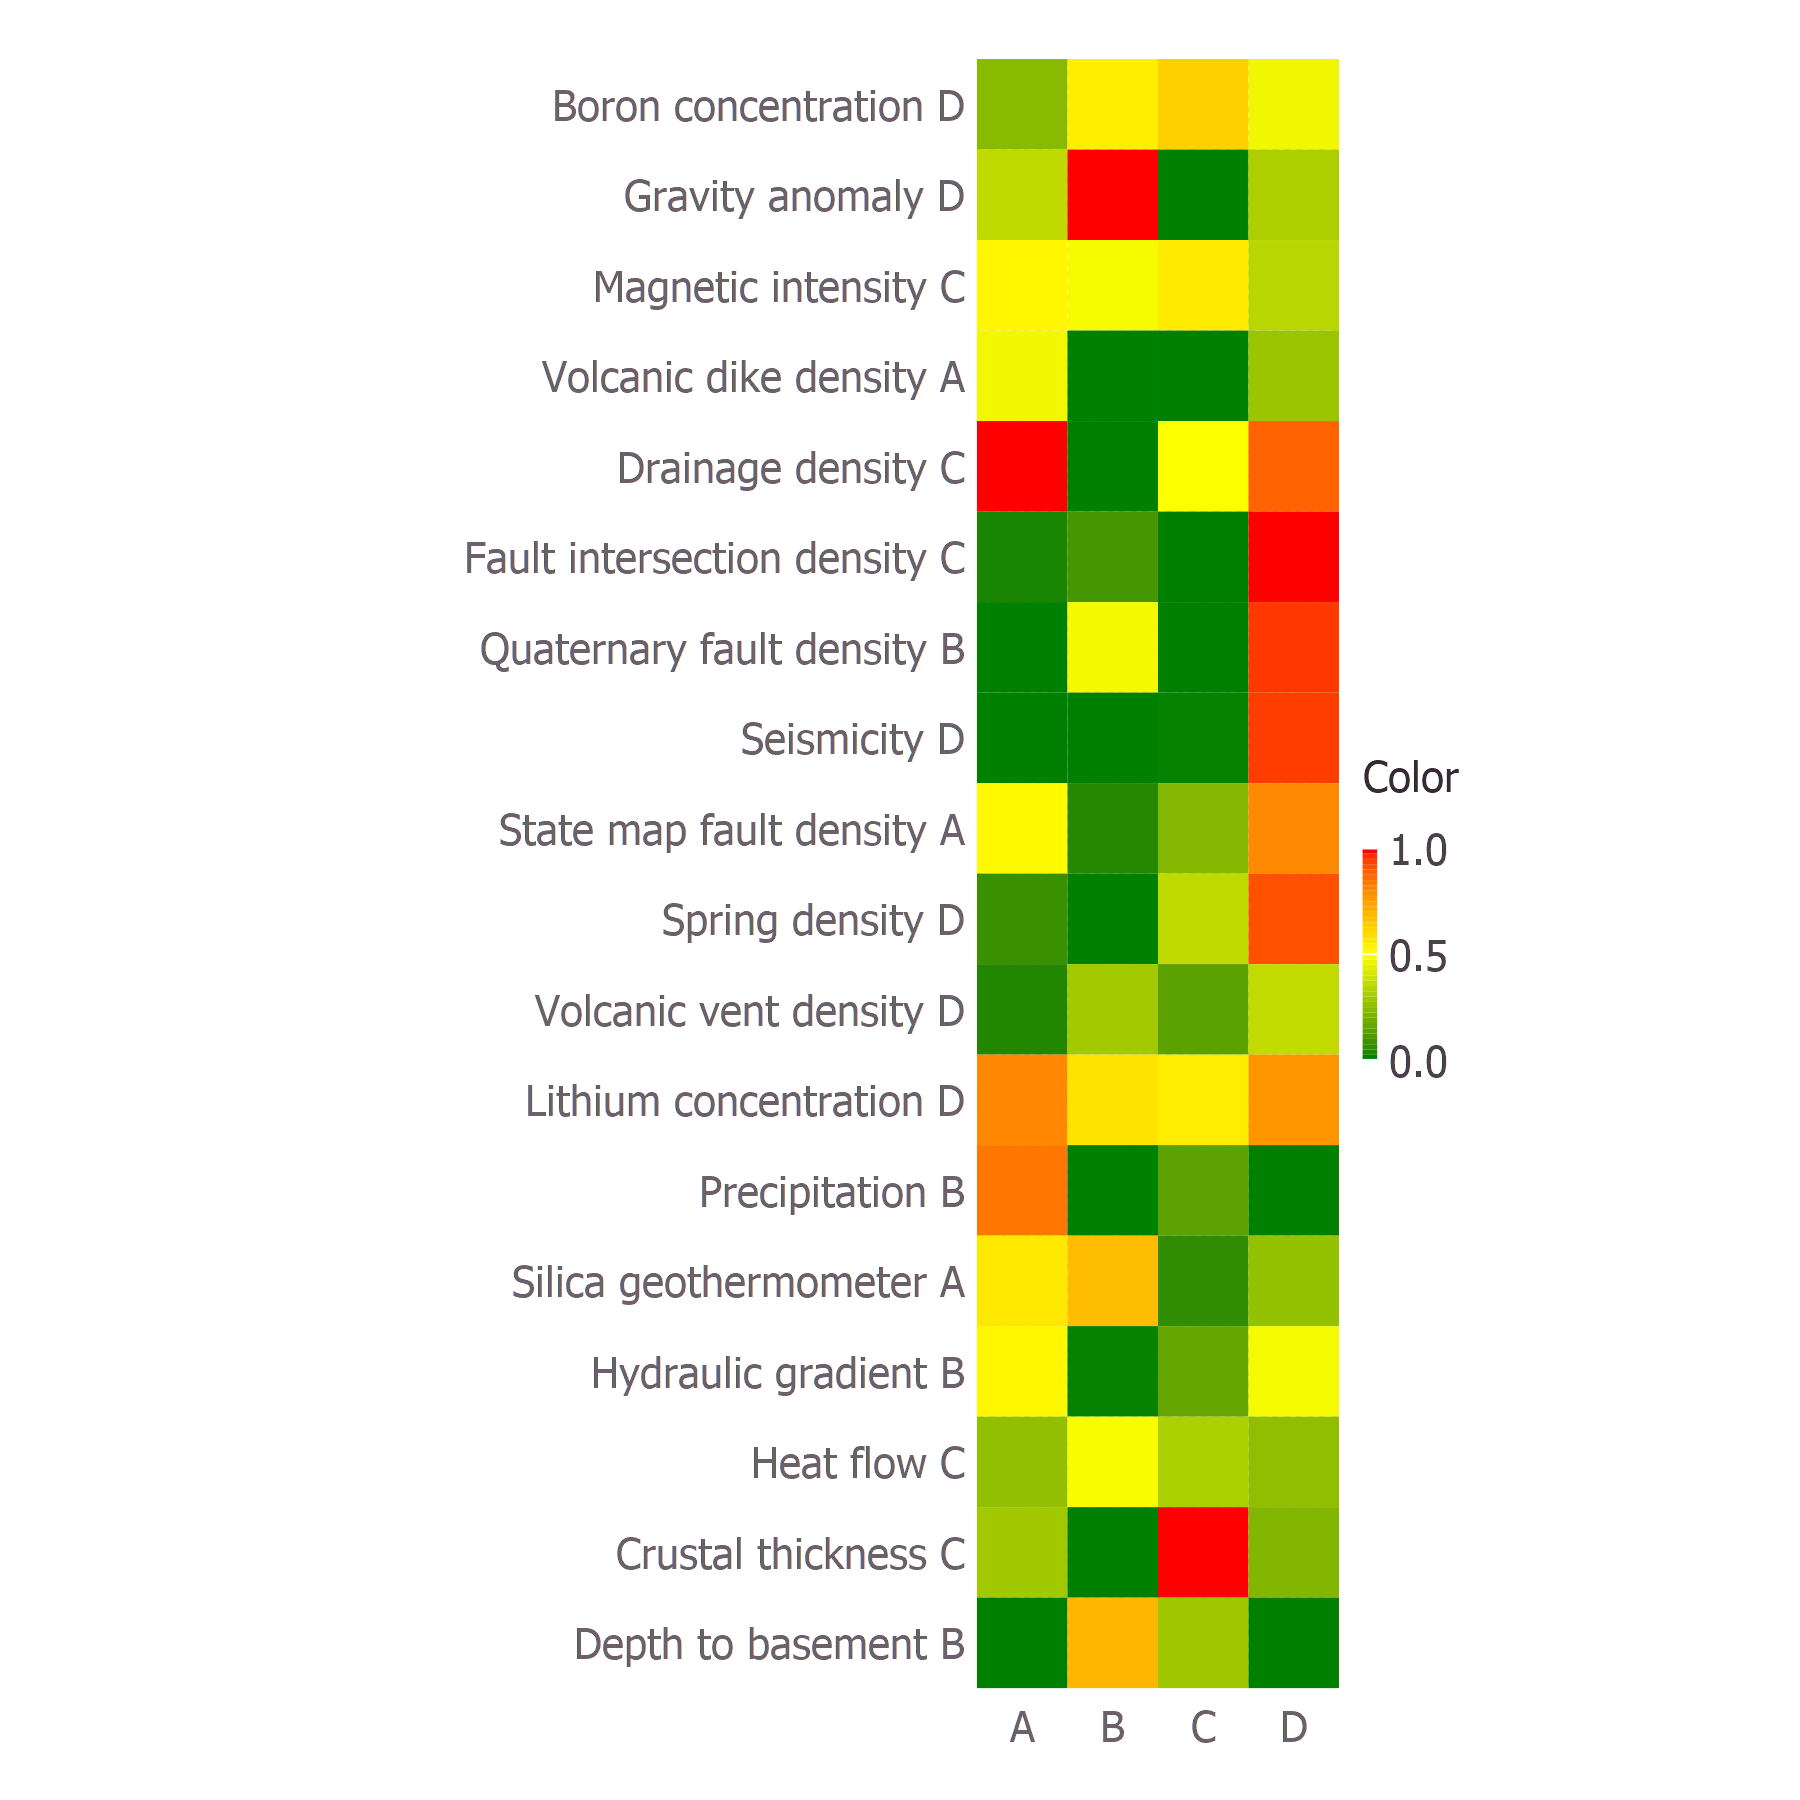 Boron concentration D
Gravity anomaly D
Magnetic intensity C
Volcanic dike density A
Drainage density C
Fault intersection density C
Quaternary fault density B
Seismicity D
State map fault density A
Spring density D
Volcanic vent density D
Lithium concentration D
Precipitation B
Silica geothermometer A
Hydraulic gradient B
Heat flow C
Crustal thickness C
Depth to basement B
A B C D
Color
1.0
0.5
0.0